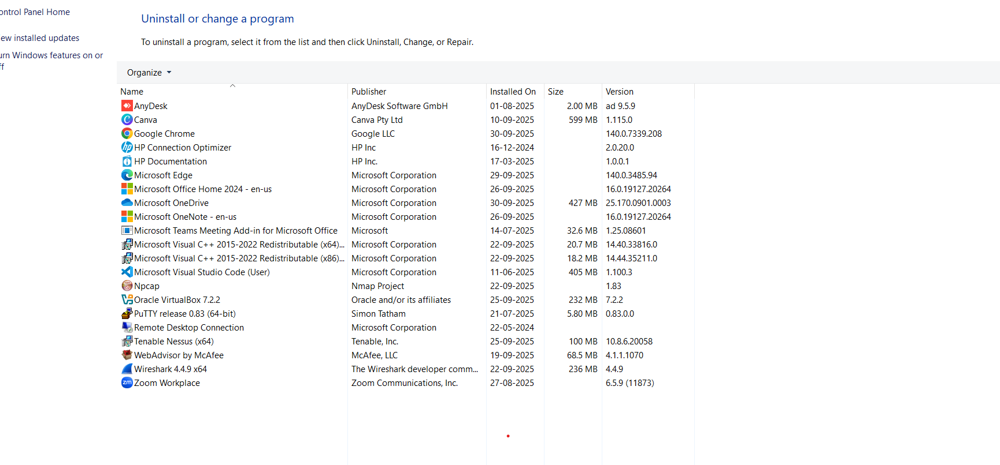 ontrol Panel Home
ew installed updates
urn Windows features on or
ff
Uninstall or change a program
To uninstall a program, select it from the list and then click Uninstall, Change, or Repair.
Organize
Name Publisher Installed On Size Version
AnyDesk AnyDesk Software GmbH 01-08-2025 2.00 MB ad 9.5.9
Canva Canva Pty Ltd 10-09-2025 599 MB 1.115.0
Google Chrome Google LLC 30-09-2025 140.0.7339.208
HP Connection Optimizer HP Inc 16-12-2024 2.0.20.0
HP Documentation HP Inc. 17-03-2025 1.0.0.1
Microsoft Edge Microsoft Corporation 29-09-2025 140.0.3485.94
Microsoft Office Home 2024 - en-us Microsoft Corporation 26-09-2025 16.0.19127.20264
Microsoft OneDrive Microsoft Corporation 30-09-2025 427 MB 25.170.0901.0003
Microsoft OneNote - en-us Microsoft Corporation 26-09-2025 16.0.19127.20264
Microsoft Teams Meeting Add-in for Microsoft Office Microsoft 14-07-2025 32.6 MB 1.25.08601
Microsoft Visual C++ 2015-2022 Redistributable (x64)... Microsoft Corporation 22-09-2025 20.7 MB 14.40.33816.0
Microsoft Visual C++ 2015-2022 Redistributable (x86)... Microsoft Corporation 22-09-2025 18.2 MB 14.44.35211.0
Microsoft Visual Studio Code (User) Microsoft Corporation 11-06-2025 405 MB 1.100.3
Npcap Nmap Project 22-09-2025 1.83
Oracle VirtualBox 7.2.2 Oracle and/or its affiliates 25-09-2025 232 MB 7.2.2
PuTTY release 0.83 (64-bit) Simon Tatham 21-07-2025 5.80 MB 0.83.0.0
Remote Desktop Connection Microsoft Corporation 22-05-2024
Tenable Nessus (x64) Tenable, Inc. 25-09-2025 100 MB 10.8.6.20058
WebAdvisor by McAfee McAfee, LLC 19-09-2025 68.5 MB 4.1.1.1070
Wireshark 4.4.9 x64 The Wireshark developer comm... 22-09-2025 236 MB 4.4.9
zm Zoom Workplace Zoom Communications, Inc. 27-08-2025 6.5.9 (11873)